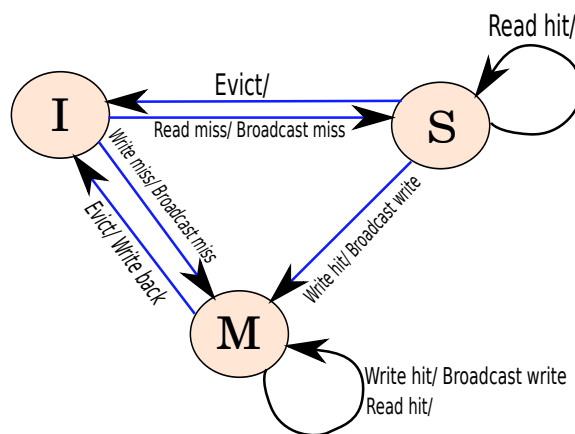 Read hit/
Evict/
I
S
Read miss/ Broadcast miss
Write miss/ Broadcast miss
Evict/ Write back
Write hit/ Broadcast write
M
Write hit/ Broadcast write
Read hit/